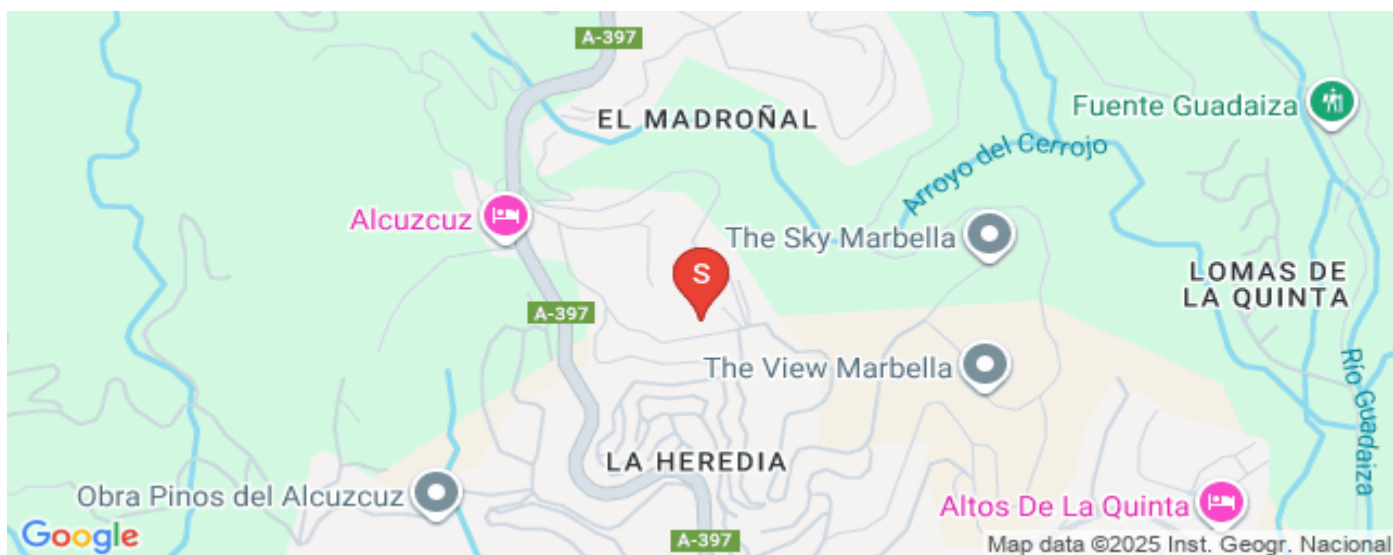 A-397
EL MADROÑAL
Fuente Guadaiza
Arroyo del Cerrojo
Alcuzcuz
The Sky Marbella
S
LOMAS DE
LA QUINTA
A-397
The View Marbella
Río Guadaiza
LA HEREDIA
Obra Pinos del Alcuzcuz
Altos De La Quinta
Google
A-397
Map data ©2025 Inst. Geogr. Nacional